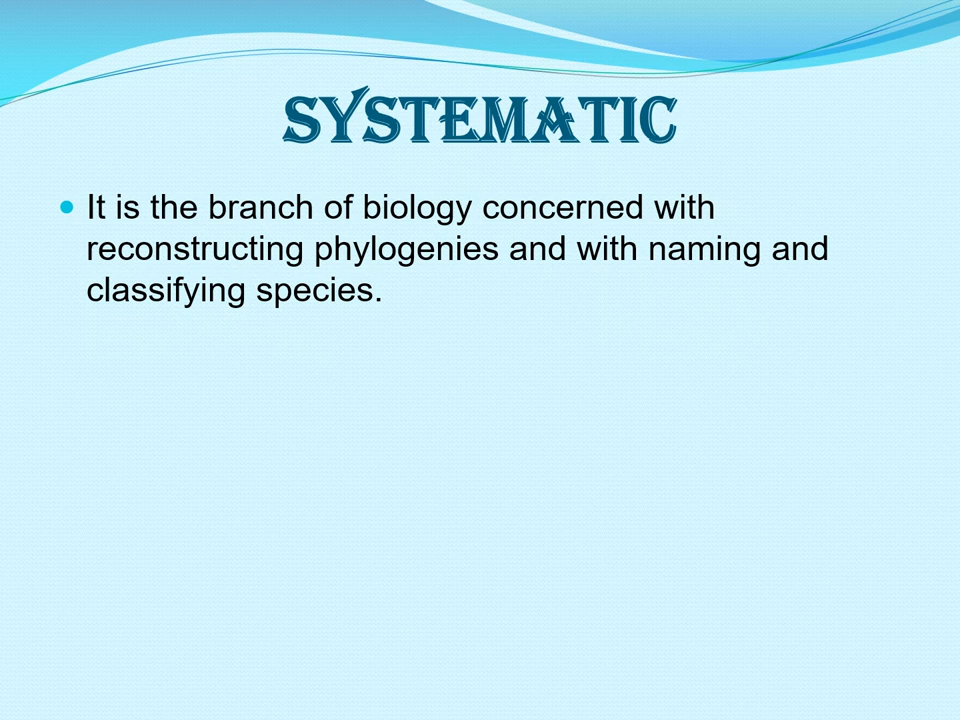 SYSTEMATIC
• It is the branch of biology concerned with
reconstructing phylogenies and with naming and
classifying species.